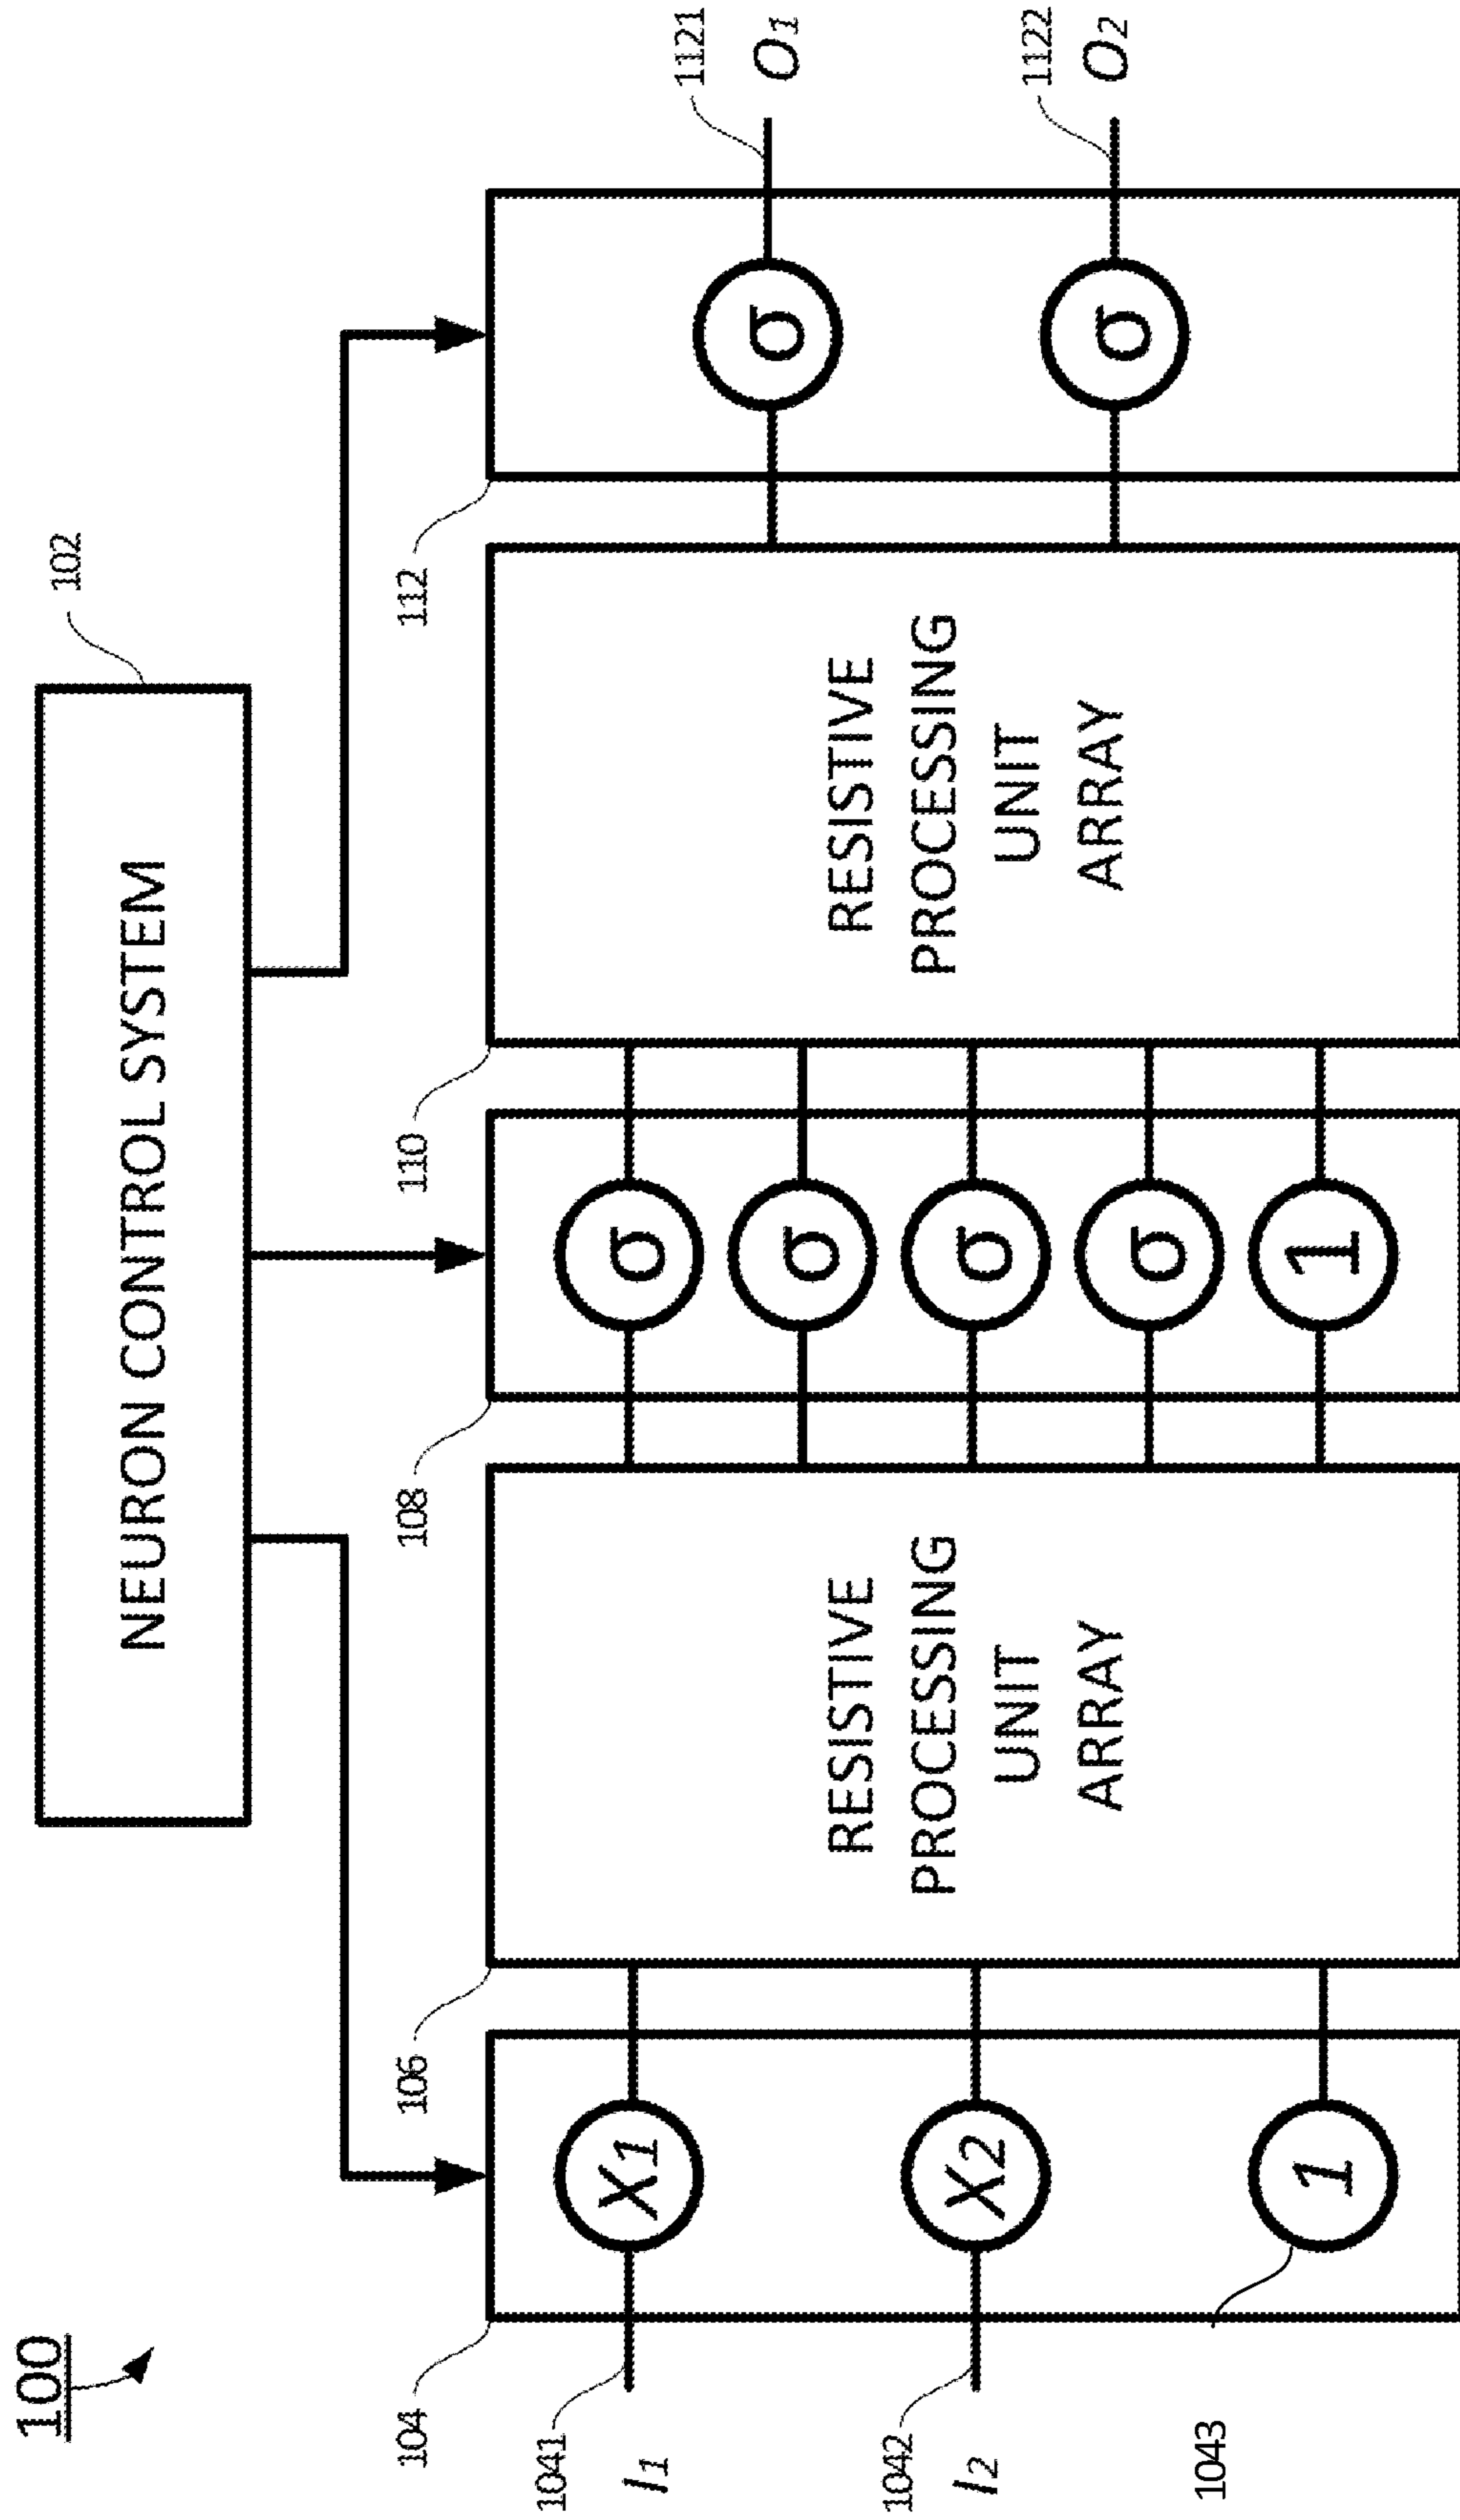 100
NEURON CONTROL SYSTEM
102
104
106
108
110
112
1041
I1
X1
1042
I2
X2
1043
1
RESISTIVE
PROCESSING
UNIT
ARRAY
σ
σ
σ
σ
1
RESISTIVE
PROCESSING
UNIT
ARRAY
σ
σ
1121
O1
1122
O2